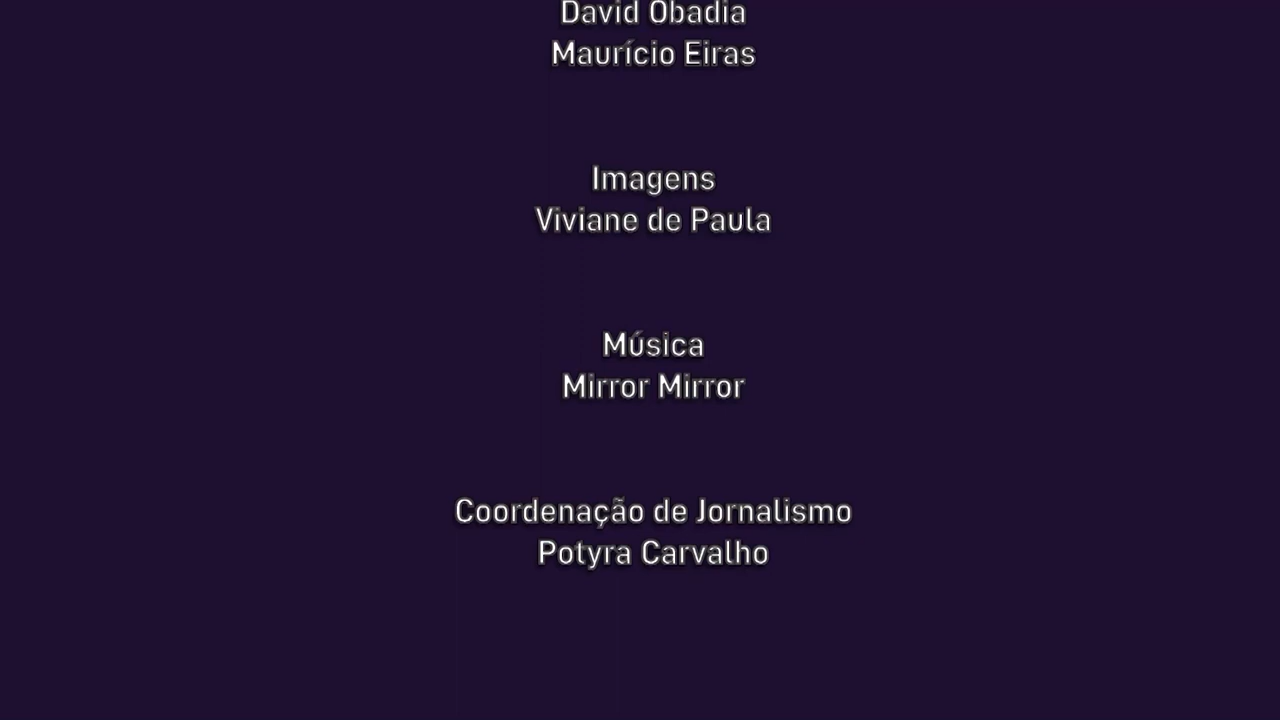 David Obadia
Maurício Eiras
Imagens
Viviane de Paula
Música
Mirror Mirror
Coordenação de Jornalismo
Potyra Carvalho